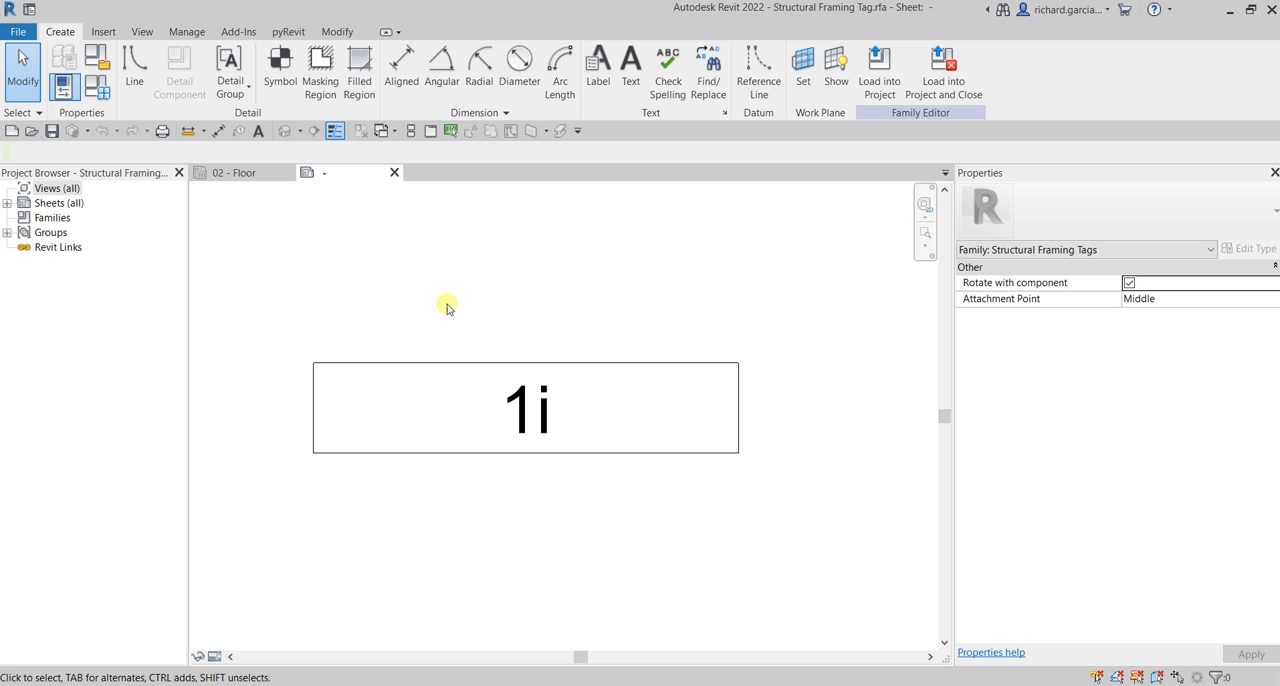 Autodesk Revit 2022 - Structural Framing Tag.rfa - Sheet: -
richard.garcia...
File Create Insert View Manage Add-Ins pyRevit Modify
Modify
Line
Detail Component
Detail Group
Symbol
Masking Region
Filled Region
Aligned
Angular
Radial
Diameter
Arc Length
Label
Text
Check Spelling
Find/ Replace
Reference Line
Set
Show
Load into Project
Load into Project and Close
Select
Properties
Detail
Dimension
Text
Datum
Work Plane
Family Editor
Project Browser - Structural Framing...
02 - Floor
-
Properties
Views (all)
Sheets (all)
Families
Groups
Revit Links
Family: Structural Framing Tags
Edit Type
Other
Rotate with component
Attachment Point Middle
1i
Properties help
Apply
Click to select, TAB for alternates, CTRL adds, SHIFT unselects.
:0